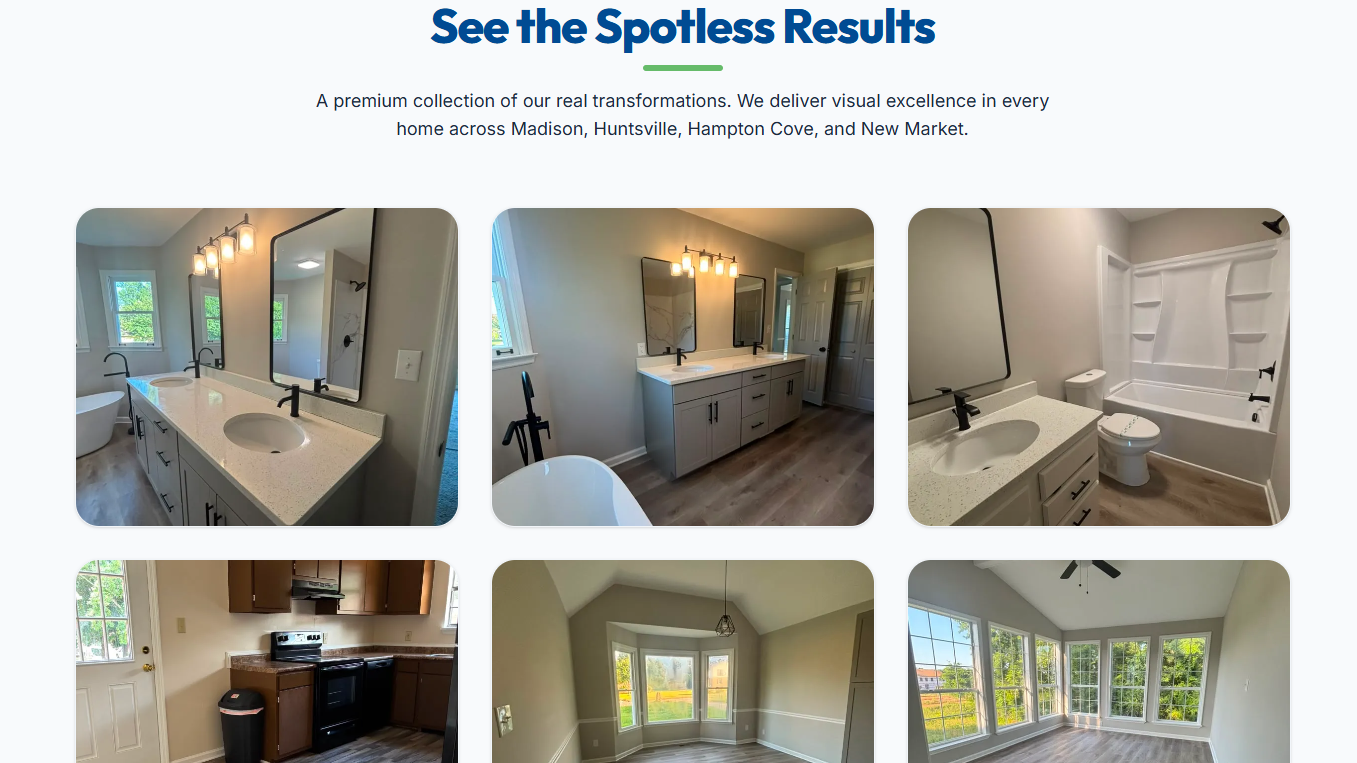 See the Spotless Results
A premium collection of our real transformations. We deliver visual excellence in every
home across Madison, Huntsville, Hampton Cove, and New Market.